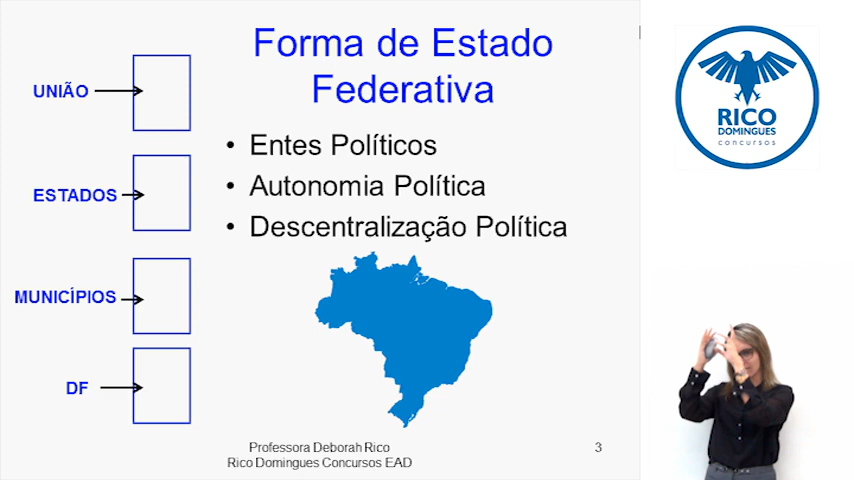 Forma de Estado
Federativa
UNIÃO
ESTADOS
MUNICÍPIOS
DF
• Entes Políticos
• Autonomia Política
• Descentralização Política
Professora Deborah Rico
Rico Domingues Concursos EAD
3
RICO
DOMINGUES
concursos